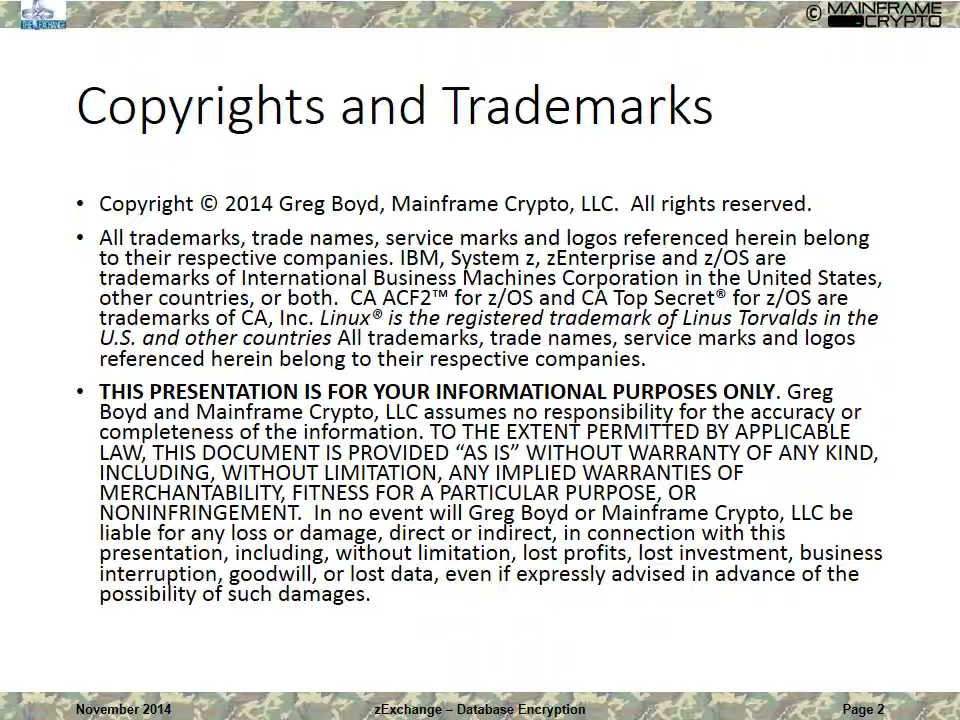 © MAINFRAME
CRYPTO
THE EXCHANGE
Copyrights and Trademarks
• Copyright © 2014 Greg Boyd, Mainframe Crypto, LLC.  All rights reserved.
• All trademarks, trade names, service marks and logos referenced herein belong
to their respective companies. IBM, System z, zEnterprise and z/OS are
trademarks of International Business Machines Corporation in the United States,
other countries, or both.  CA ACF2™ for z/OS and CA Top Secret® for z/OS are
trademarks of CA, Inc. Linux® is the registered trademark of Linus Torvalds in the
U.S. and other countries All trademarks, trade names, service marks and logos
referenced herein belong to their respective companies.
• THIS PRESENTATION IS FOR YOUR INFORMATIONAL PURPOSES ONLY. Greg
Boyd and Mainframe Crypto, LLC assumes no responsibility for the accuracy or
completeness of the information. TO THE EXTENT PERMITTED BY APPLICABLE
LAW, THIS DOCUMENT IS PROVIDED “AS IS” WITHOUT WARRANTY OF ANY KIND,
INCLUDING, WITHOUT LIMITATION, ANY IMPLIED WARRANTIES OF
MERCHANTABILITY, FITNESS FOR A PARTICULAR PURPOSE, OR
NONINFRINGEMENT.  In no event will Greg Boyd or Mainframe Crypto, LLC be
liable for any loss or damage, direct or indirect, in connection with this
presentation, including, without limitation, lost profits, lost investment, business
interruption, goodwill, or lost data, even if expressly advised in advance of the
possibility of such damages.
November 2014
zExchange – Database Encryption
Page 2